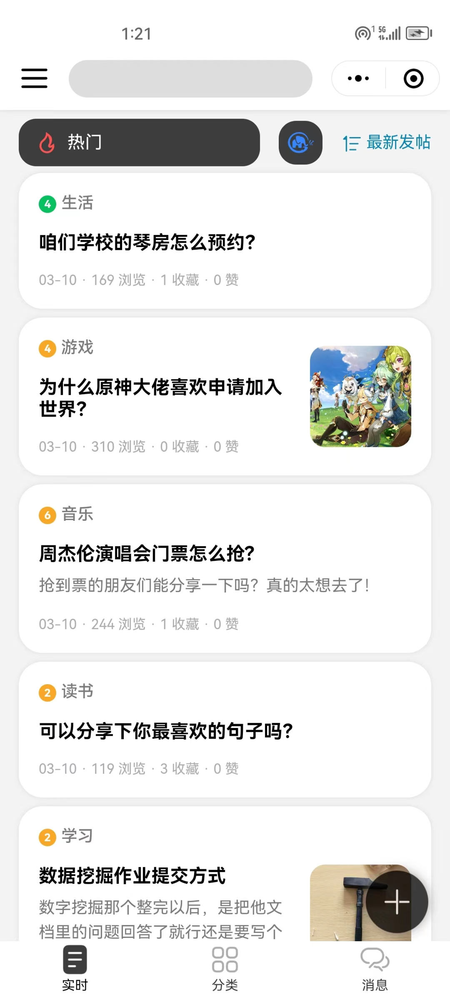 1:21
1 5G
热门
最新发帖
4 生活
咱们学校的琴房怎么预约？
03-10 · 169 浏览 · 1 收藏 · 0 赞
4 游戏
为什么原神大佬喜欢申请加入
世界？
03-10 · 310 浏览 · 0 收藏 · 0 赞
6 音乐
周杰伦演唱会门票怎么抢？
抢到票的朋友们能分享一下吗？真的太想去了！
03-10 · 244 浏览 · 1 收藏 · 0 赞
2 读书
可以分享下你最喜欢的句子吗？
03-10 · 119 浏览 · 3 收藏 · 0 赞
2 学习
数据挖掘作业提交方式
数字挖掘那个整完以后，是把他文
档里的问题回答了就行还是要写个
实时
分类
消息